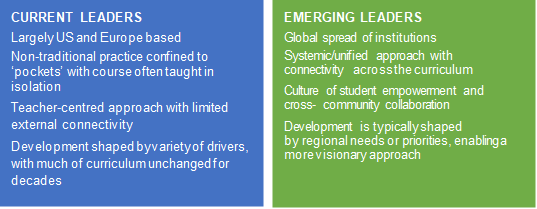 CURRENT LEADERS
Largely US and Europe based
Non-traditional practice confined to
‘pockets’ with course often taught in
isolation
Teacher-centred approach with limited
external connectivity
Development shaped by variety of drivers,
with much of curriculum unchanged for
decades
EMERGING LEADERS
Global spread of institutions
Systemic/unified approach with
connectivity across the curriculum
Culture of student empowerment and
cross- community collaboration
Development is typically shaped
by regional needs or priorities, enabling a
more visionary approach